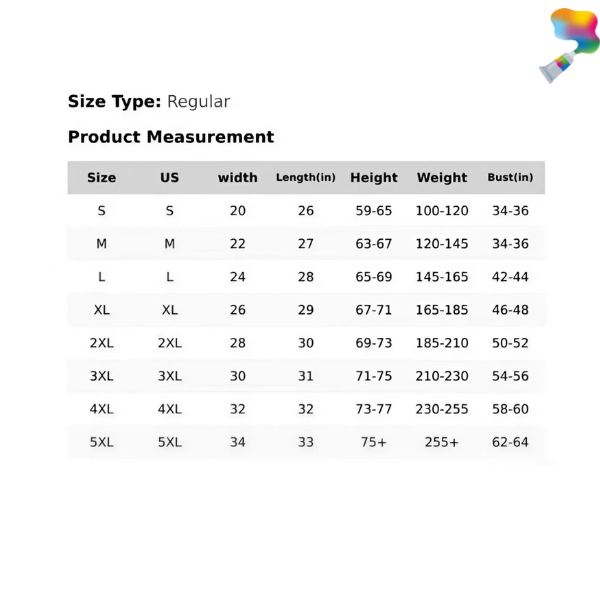 Size Type: Regular
Product Measurement
Size US width Length(in) Height Weight Bust(in)
S S 20 26 59-65 100-120 34-36
M M 22 27 63-67 120-145 34-36
L L 24 28 65-69 145-165 42-44
XL XL 26 29 67-71 165-185 46-48
2XL 2XL 28 30 69-73 185-210 50-52
3XL 3XL 30 31 71-75 210-230 54-56
4XL 4XL 32 32 73-77 230-255 58-60
5XL 5XL 34 33 75+ 255+ 62-64